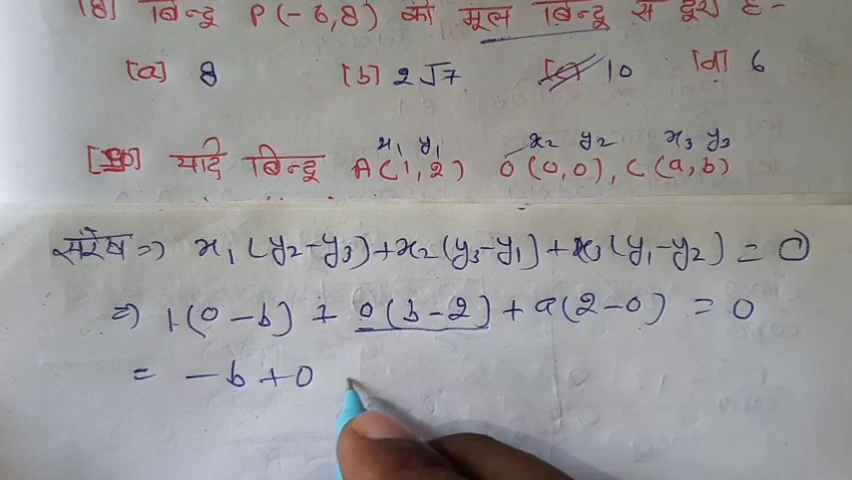 (8) बिन्दू P(-6,8) की मूल बिन्दू से दूरी है-
[a] 8 [b] 2√7 [c] 10 [d] 6
x₁ y₁ x₂ y₂ x₃ y₃
यदि बिन्दू A(1,2) O(0,0), C(a,b)
संरेख ⇒ x₁(y₂-y₃)+x₂(y₃-y₁)+x₃(y₁-y₂) = 0
⇒ 1(0-b) + 0(b-2) + a(2-0) = 0
= -b+0